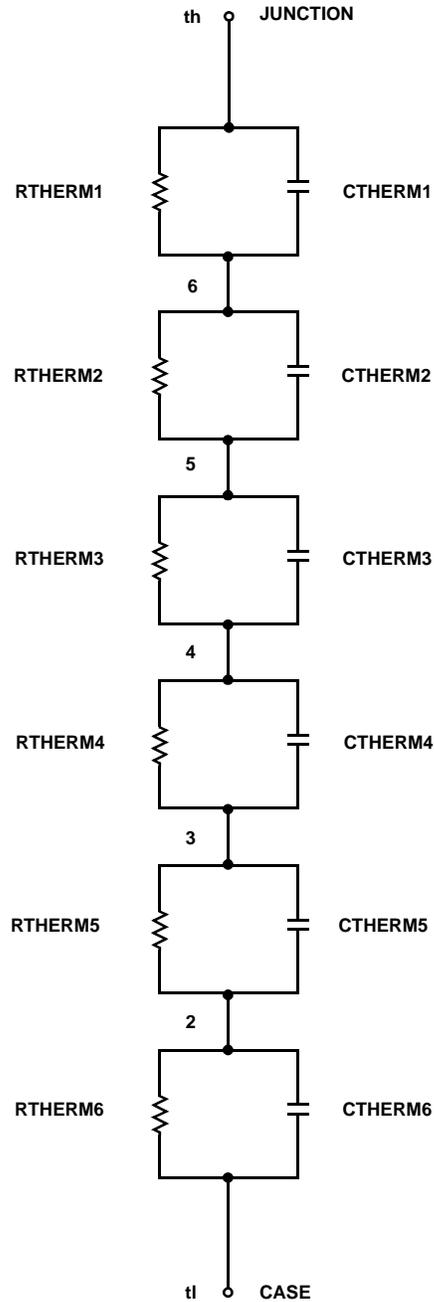 th JUNCTION
RTHERM1 CTHERM1
6
RTHERM2 CTHERM2
5
RTHERM3 CTHERM3
4
RTHERM4 CTHERM4
3
RTHERM5 CTHERM5
2
RTHERM6 CTHERM6
tl CASE